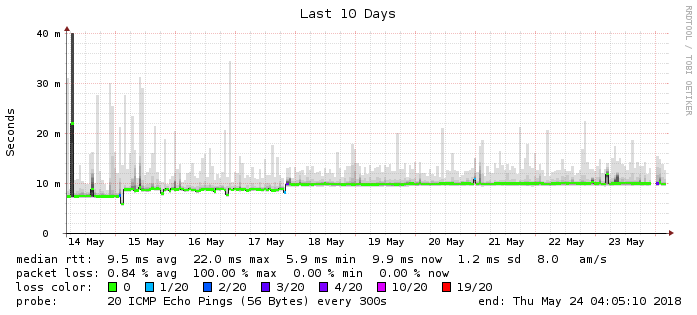 Last 10 Days
RRDTOOL / TOBI OETIKER
Seconds
40 m
30 m
20 m
10 m
0
14 May 15 May 16 May 17 May 18 May 19 May 20 May 21 May 22 May 23 May
median rtt: 9.5 ms avg 22.0 ms max 5.9 ms min 9.9 ms now 1.2 ms sd 8.0 am/s
packet loss: 0.84 % avg 100.00 % max 0.00 % min 0.00 % now
loss color: 0 1/20 2/20 3/20 4/20 10/20 19/20
probe: 20 ICMP Echo Pings (56 Bytes) every 300s end: Thu May 24 04:05:10 2018